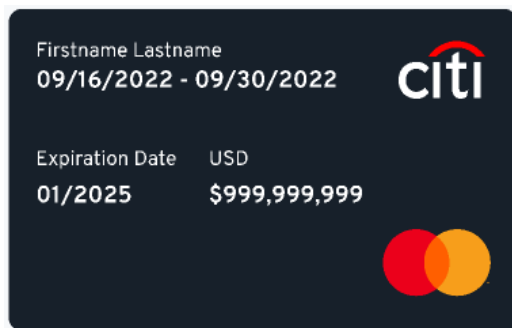 Firstname Lastname
09/16/2022 - 09/30/2022
citi
Expiration Date USD
01/2025 $999,999,999